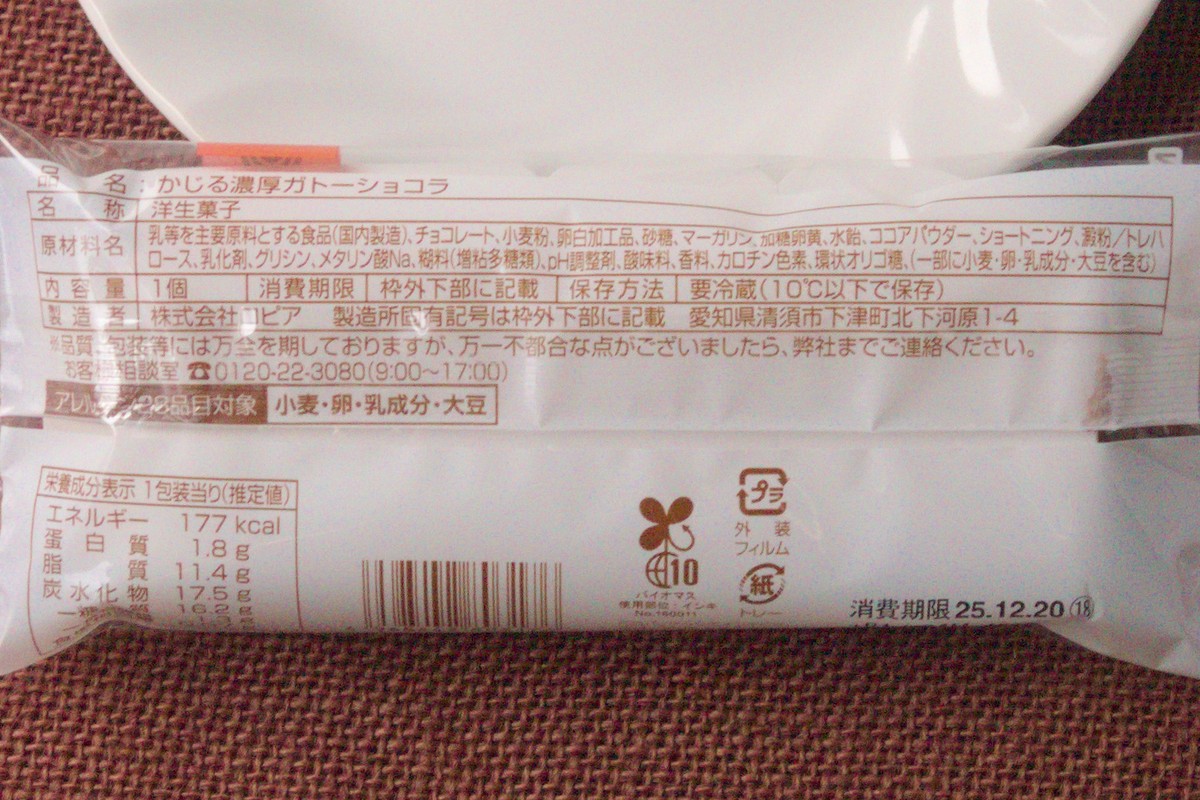 品名：かじる濃厚ガトーショコラ
名称 洋生菓子
原材料名 乳等を主要原料とする食品(国内製造)、チョコレート、小麦粉、卵白加工品、砂糖、マーガリン、加糖卵黄、水飴、ココアパウダー、ショートニング、澱粉／トレハ
ロース、乳化剤、グリシン、メタリン酸Na、糊料(増粘多糖類)、pH調整剤、酸味料、香料、カロチン色素、環状オリゴ糖、(一部に小麦・卵・乳成分・大豆を含む)
内容量 1個 消費期限 枠外下部に記載 保存方法 要冷蔵(10℃以下で保存)
製造者 株式会社コピア 製造所固有記号は枠外下部に記載 愛知県清須市下津町北下河原1-4
※品質、包装等には万全を期しておりますが、万一不都合な点がございましたら、弊社までご連絡ください。
お客様相談室 ☎0120-22-3080(9:00〜17:00)
アレルゲン28品目対象 小麦・卵・乳成分・大豆
栄養成分表示 1包装当り(推定値)
エネルギー 177 kcal
蛋白質 1.8 g
脂質 11.4 g
炭水化物 17.5 g
16.2 g
プラ
外装
フィルム
10
バイオマス
使用部位：インキ
No.160011
紙
トレー
消費期限 25.12.20 ⑱